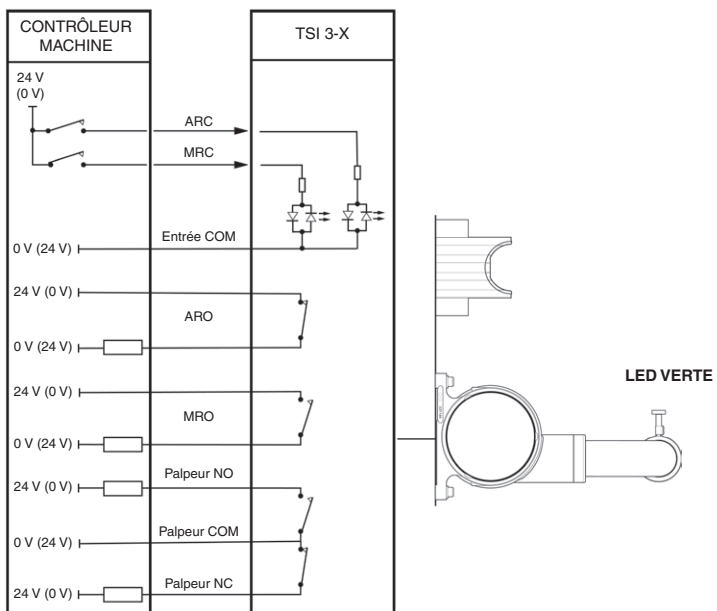 CONTRÔLEUR
MACHINE
TSI 3-X
24 V
(0 V)
ARC
MRC
Entrée COM
0 V (24 V)
24 V (0 V)
ARO
0 V (24 V)
24 V (0 V)
MRO
0 V (24 V)
Palpeur NO
24 V (0 V)
Palpeur COM
0 V (24 V)
Palpeur NC
24 V (0 V)
LED VERTE